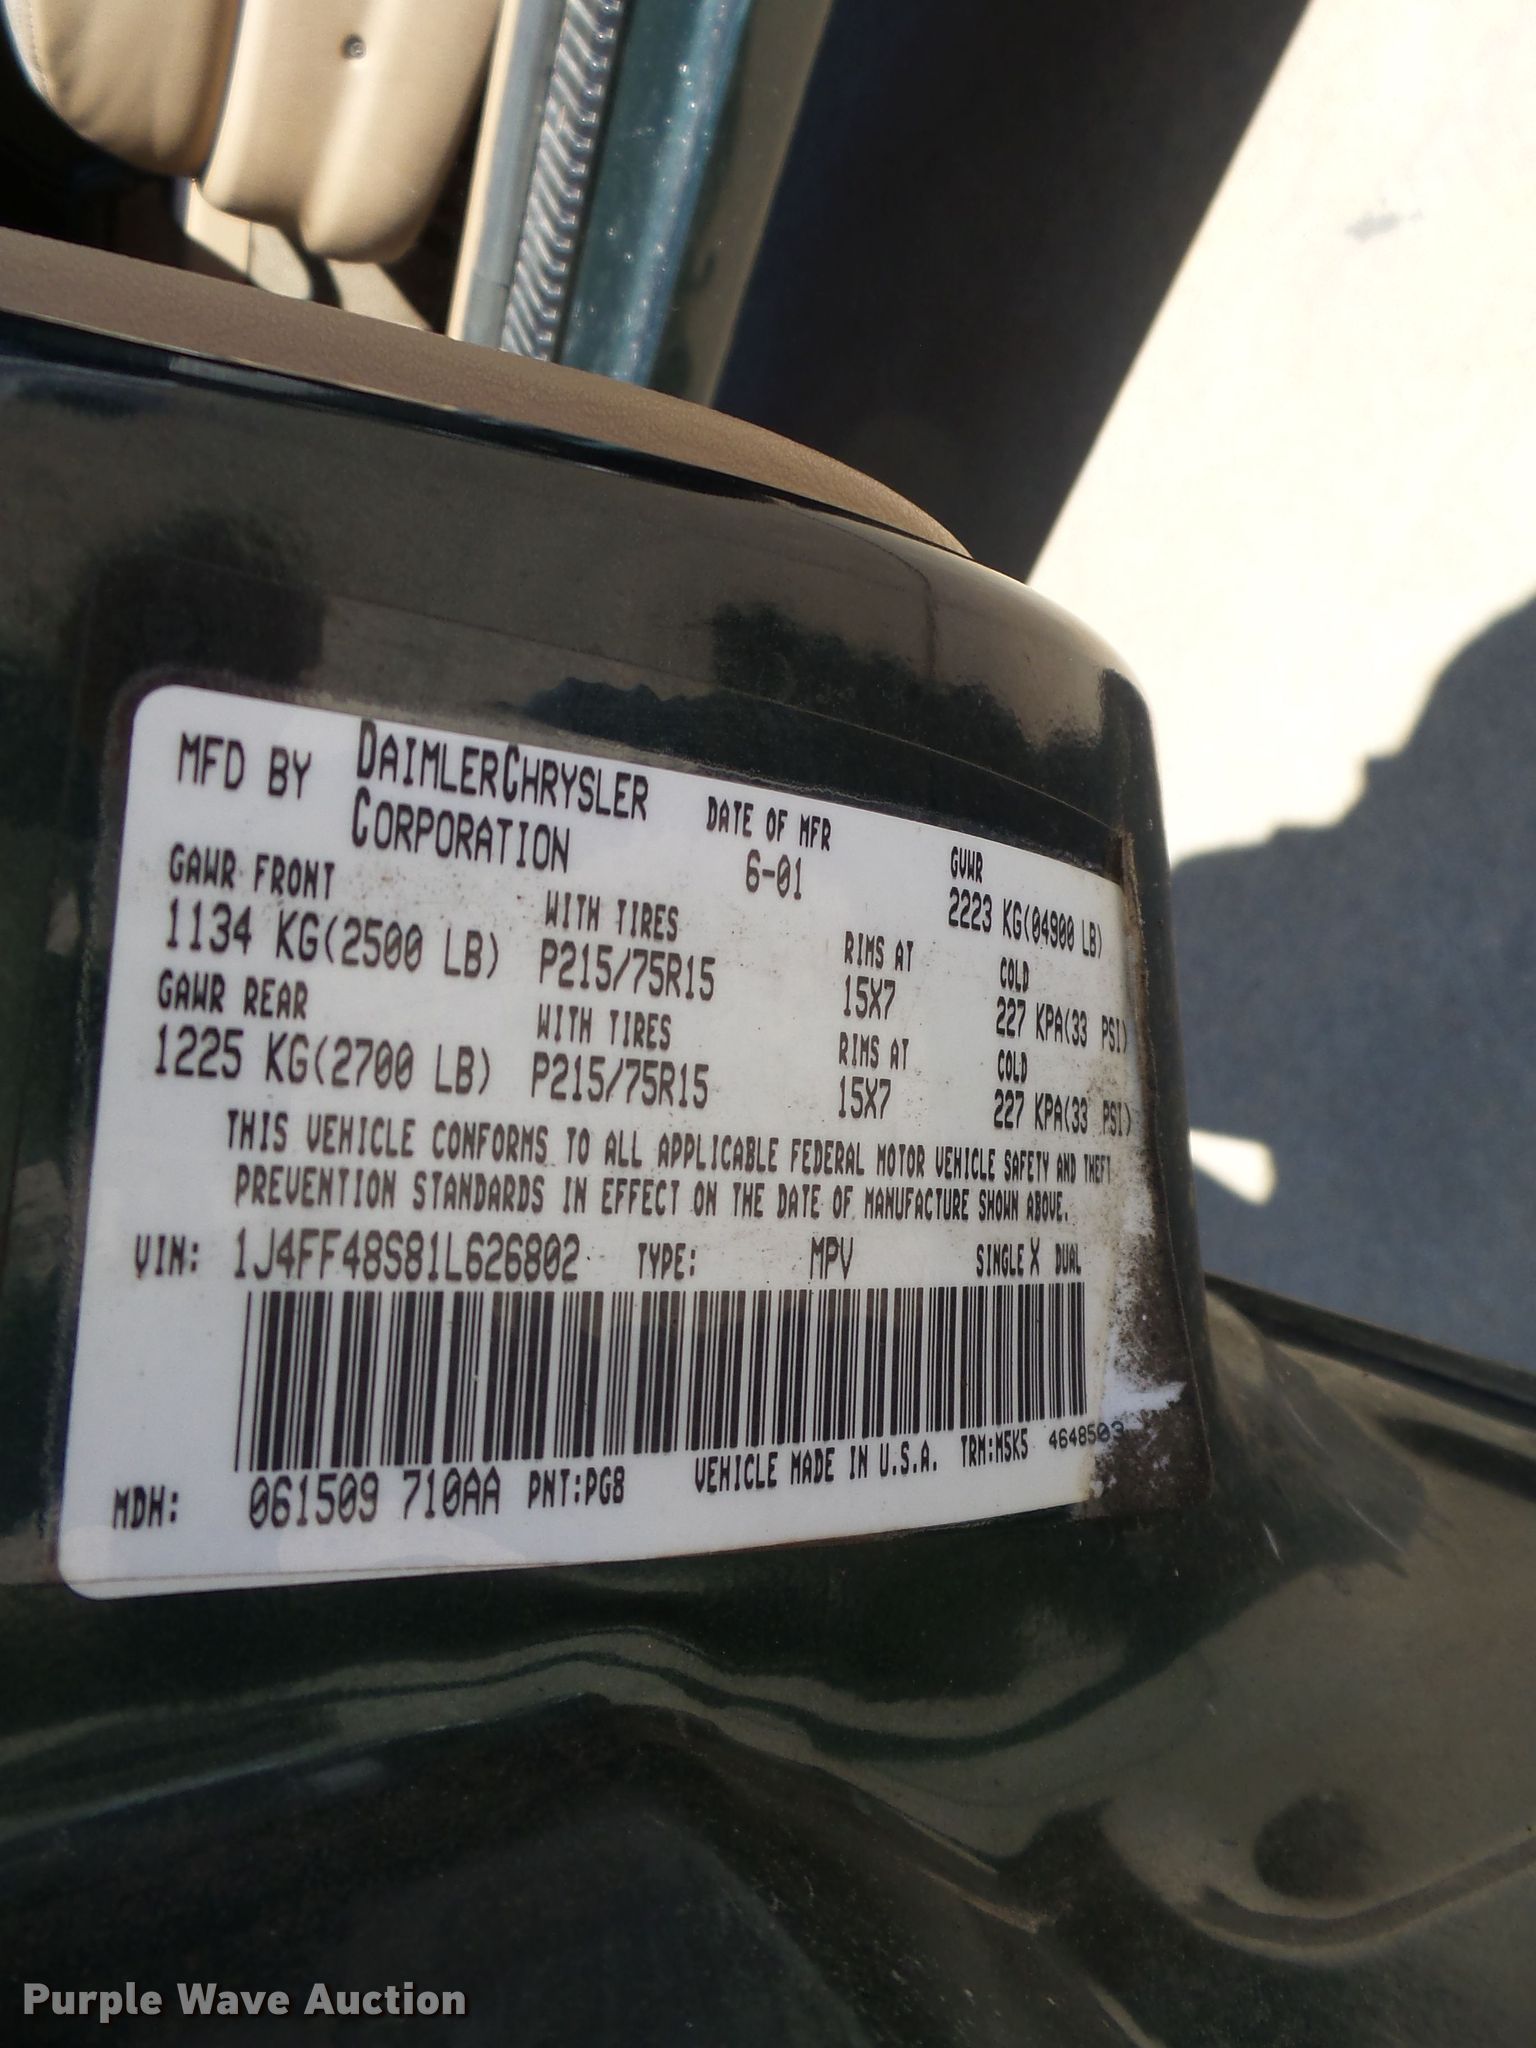 MFD BY DAIMLERCHRYSLER CORPORATION
DATE OF MFR
6-01
GVWR
2223 KG(04900 LB)
GAWR FRONT
WITH TIRES
RIMS AT
COLD
1134 KG(2500 LB)
P215/75R15
15X7
227 KPA(33 PSI)
GAWR REAR
WITH TIRES
RIMS AT
COLD
1225 KG(2700 LB)
P215/75R15
15X7
227 KPA(33 PSI)
THIS VEHICLE CONFORMS TO ALL APPLICABLE FEDERAL MOTOR VEHICLE SAFETY AND THEFT
PREVENTION STANDARDS IN EFFECT ON THE DATE OF MANUFACTURE SHOWN ABOVE.
VIN: 1J4FF48S81L626802 TYPE: MPV SINGLE X DUAL
MDH: 061509 710AA PNT:PG8 VEHICLE MADE IN U.S.A. TRM:M5K5 4648503
Purple Wave Auction